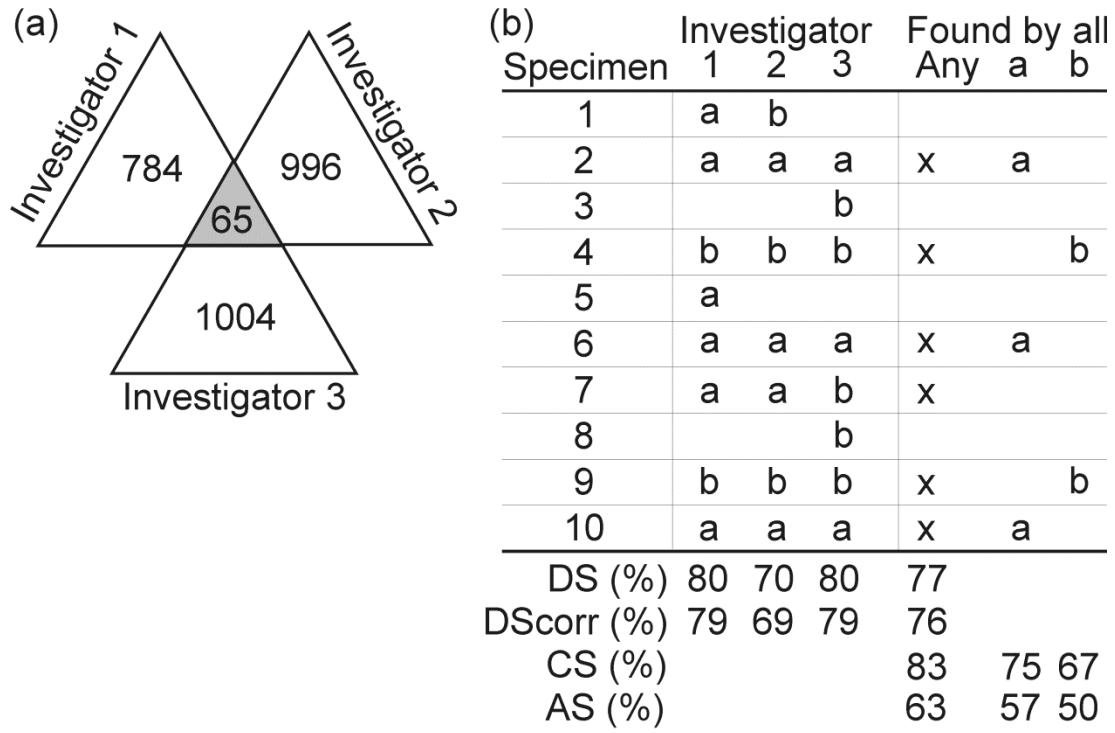 (a)
Investigator 1
Investigator 2
784
996
65
1004
Investigator 3
(b)
Investigator Found by all
Specimen 1 2 3 Any a b
1 a b
2 a a a x a
3 b
4 b b b x b
5 a
6 a a a x a
7 a a b x
8 b
9 b b b x b
10 a a a x a
DS (%) 80 70 80 77
DScorr (%) 79 69 79 76
CS (%) 83 75 67
AS (%) 63 57 50